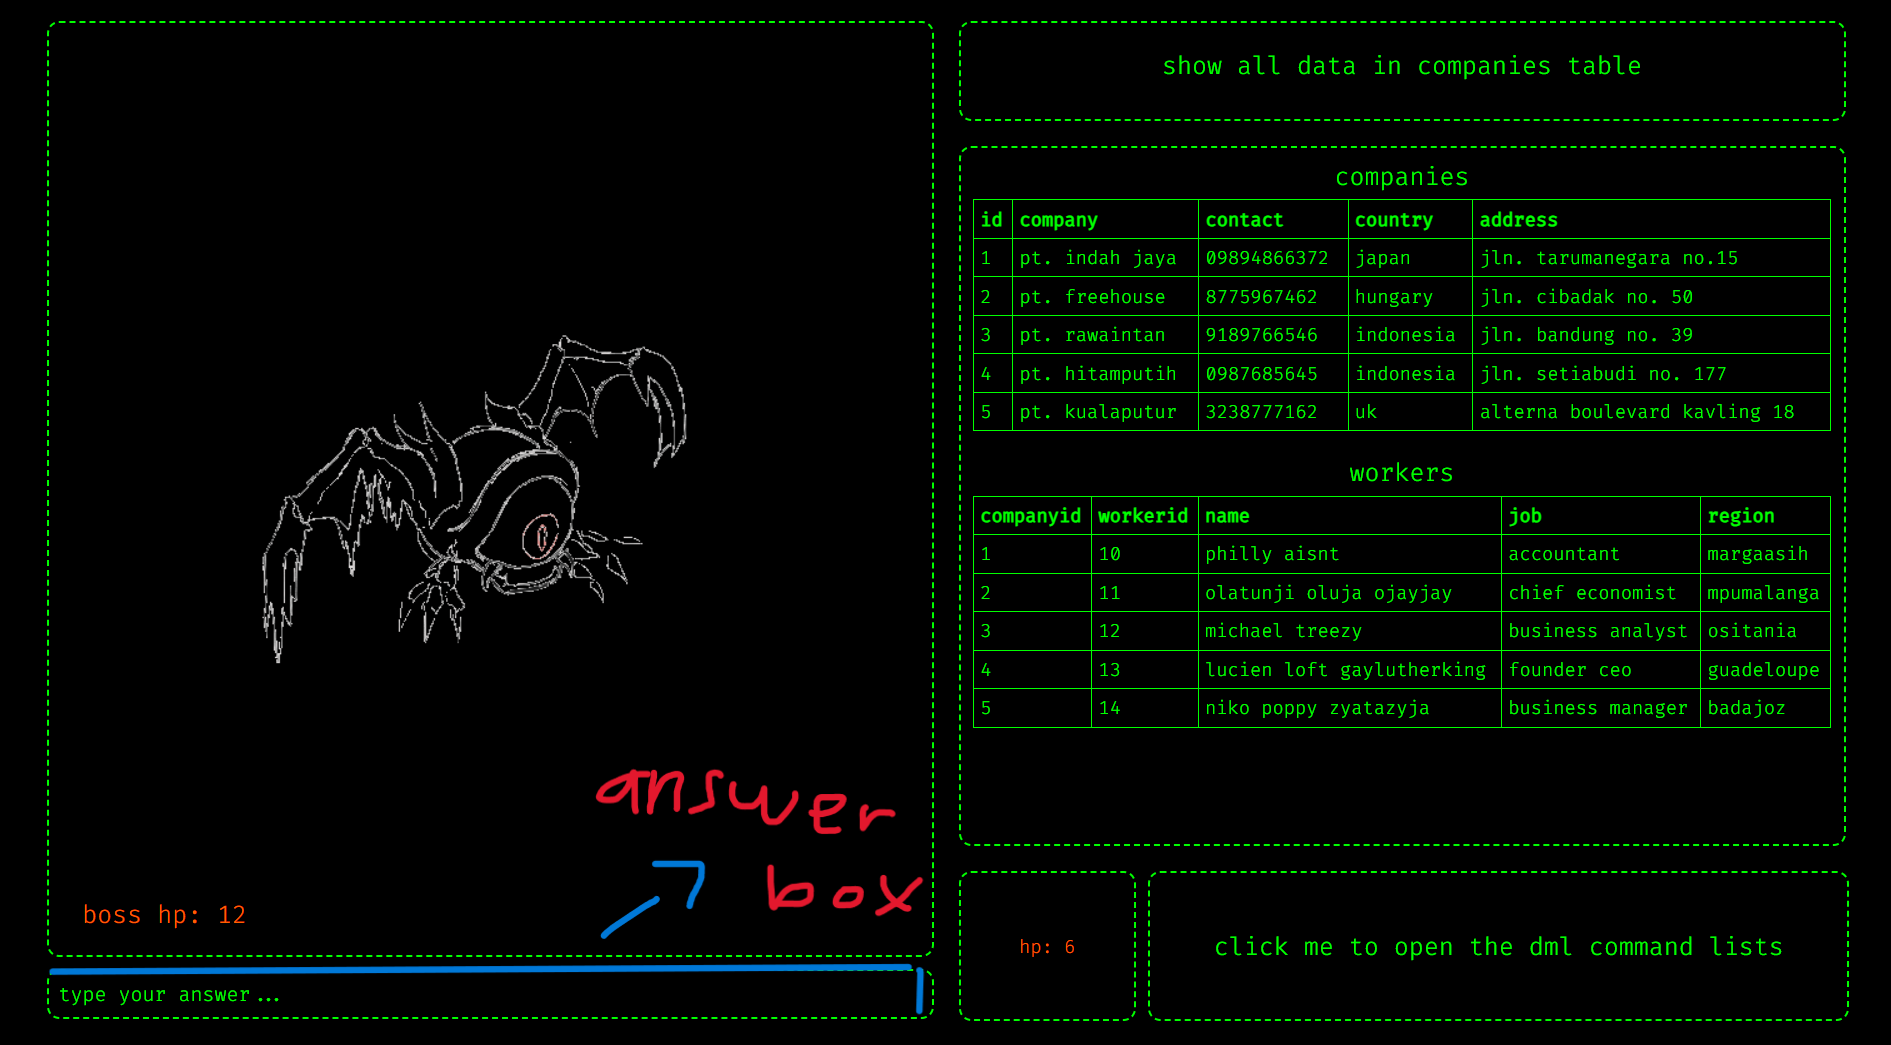 show all data in companies table
companies
id company contact country address
1 pt. indah jaya 09894866372 japan jln. tarumanegara no.15
2 pt. freehouse 8775967462 hungary jln. cibadak no. 50
3 pt. rawaintan 9189766546 indonesia jln. bandung no. 39
4 pt. hitamputih 0987685645 indonesia jln. setiabudi no. 177
5 pt. kualaputur 3238777162 uk alterna boulevard kavling 18
workers
companyid workerid name job region
1 10 philly aisnt accountant margaasih
2 11 olatunji oluja ojayjay chief economist mpumalanga
3 12 michael treezy business analyst ositania
4 13 lucien loft gaylutherking founder ceo guadeloupe
5 14 niko poppy zyatazyja business manager badajoz
answer
box
boss hp: 12
type your answer...
hp: 6
click me to open the dml command lists